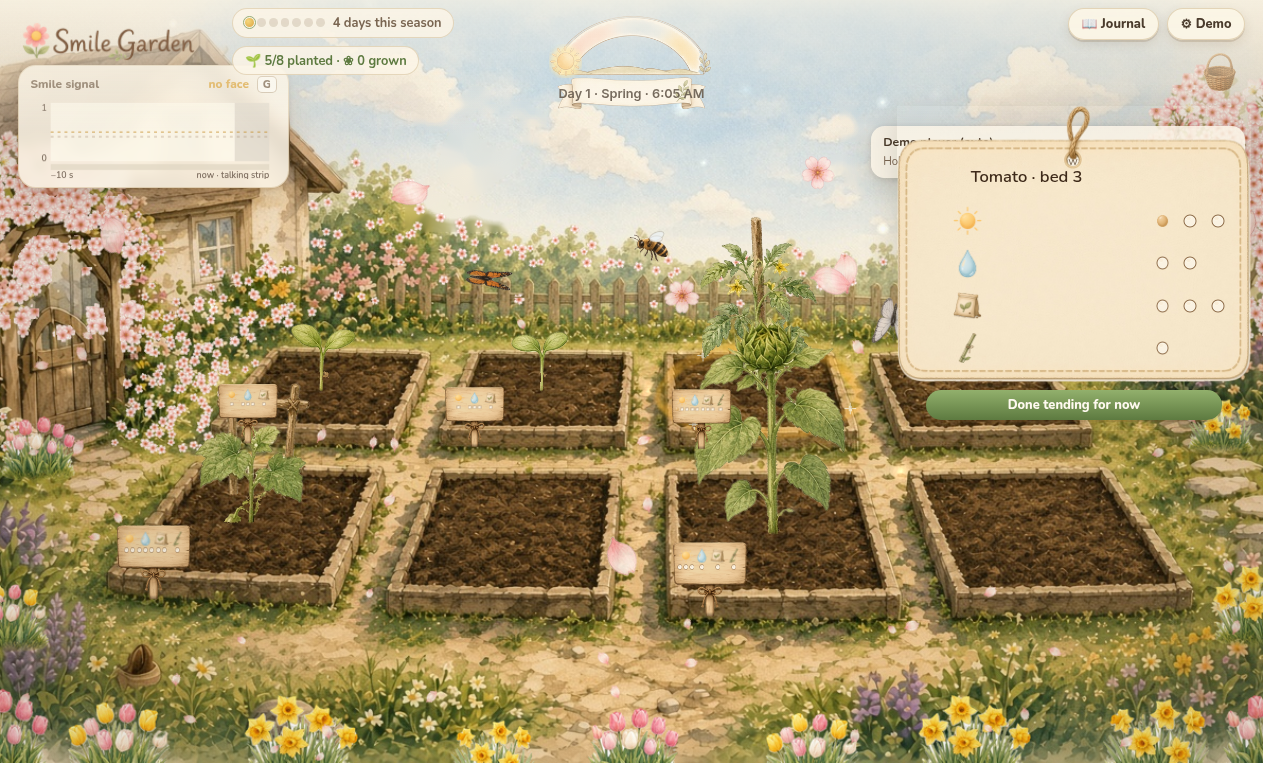 Smile Garden
4 days this season
🌱 5/8 planted · ❀ 0 grown
Smile signal
no face
G
1
0
−10 s
now · talking strip
Day 1 · Spring · 6:05 AM
📖 Journal
⚙ Demo
Tomato · bed 3
Done tending for now